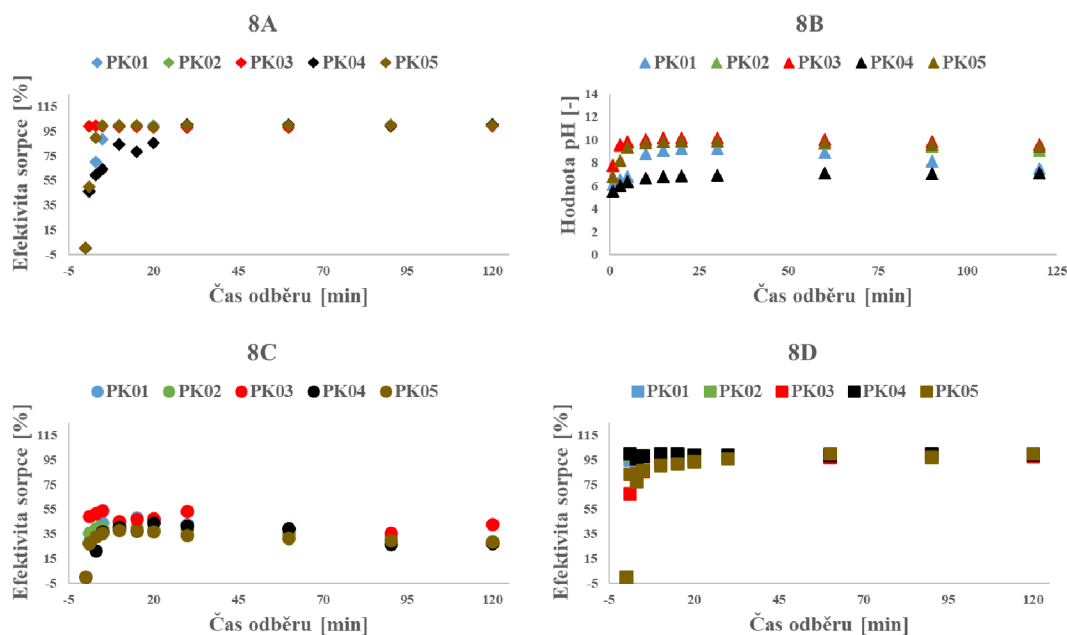 8A
PK01 PK02 PK03 PK04 PK05
Efektivita sorpce [%]
115
95
75
55
35
15
-5
-5 20 45 70 95 120
Čas odběru [min]
8B
PK01 PK02 PK03 PK04 PK05
Hodnota pH [-]
14
12
10
8
6
4
2
0
0 25 50 75 100 125
Čas odběru [min]
8C
PK01 PK02 PK03 PK04 PK05
Efektivita sorpce [%]
115
95
75
55
35
15
-5
-5 20 45 70 95 120
Čas odběru [min]
8D
PK01 PK02 PK03 PK04 PK05
Efektivita sorpce [%]
115
95
75
55
35
15
-5
-5 20 45 70 95 120
Čas odběru [min]